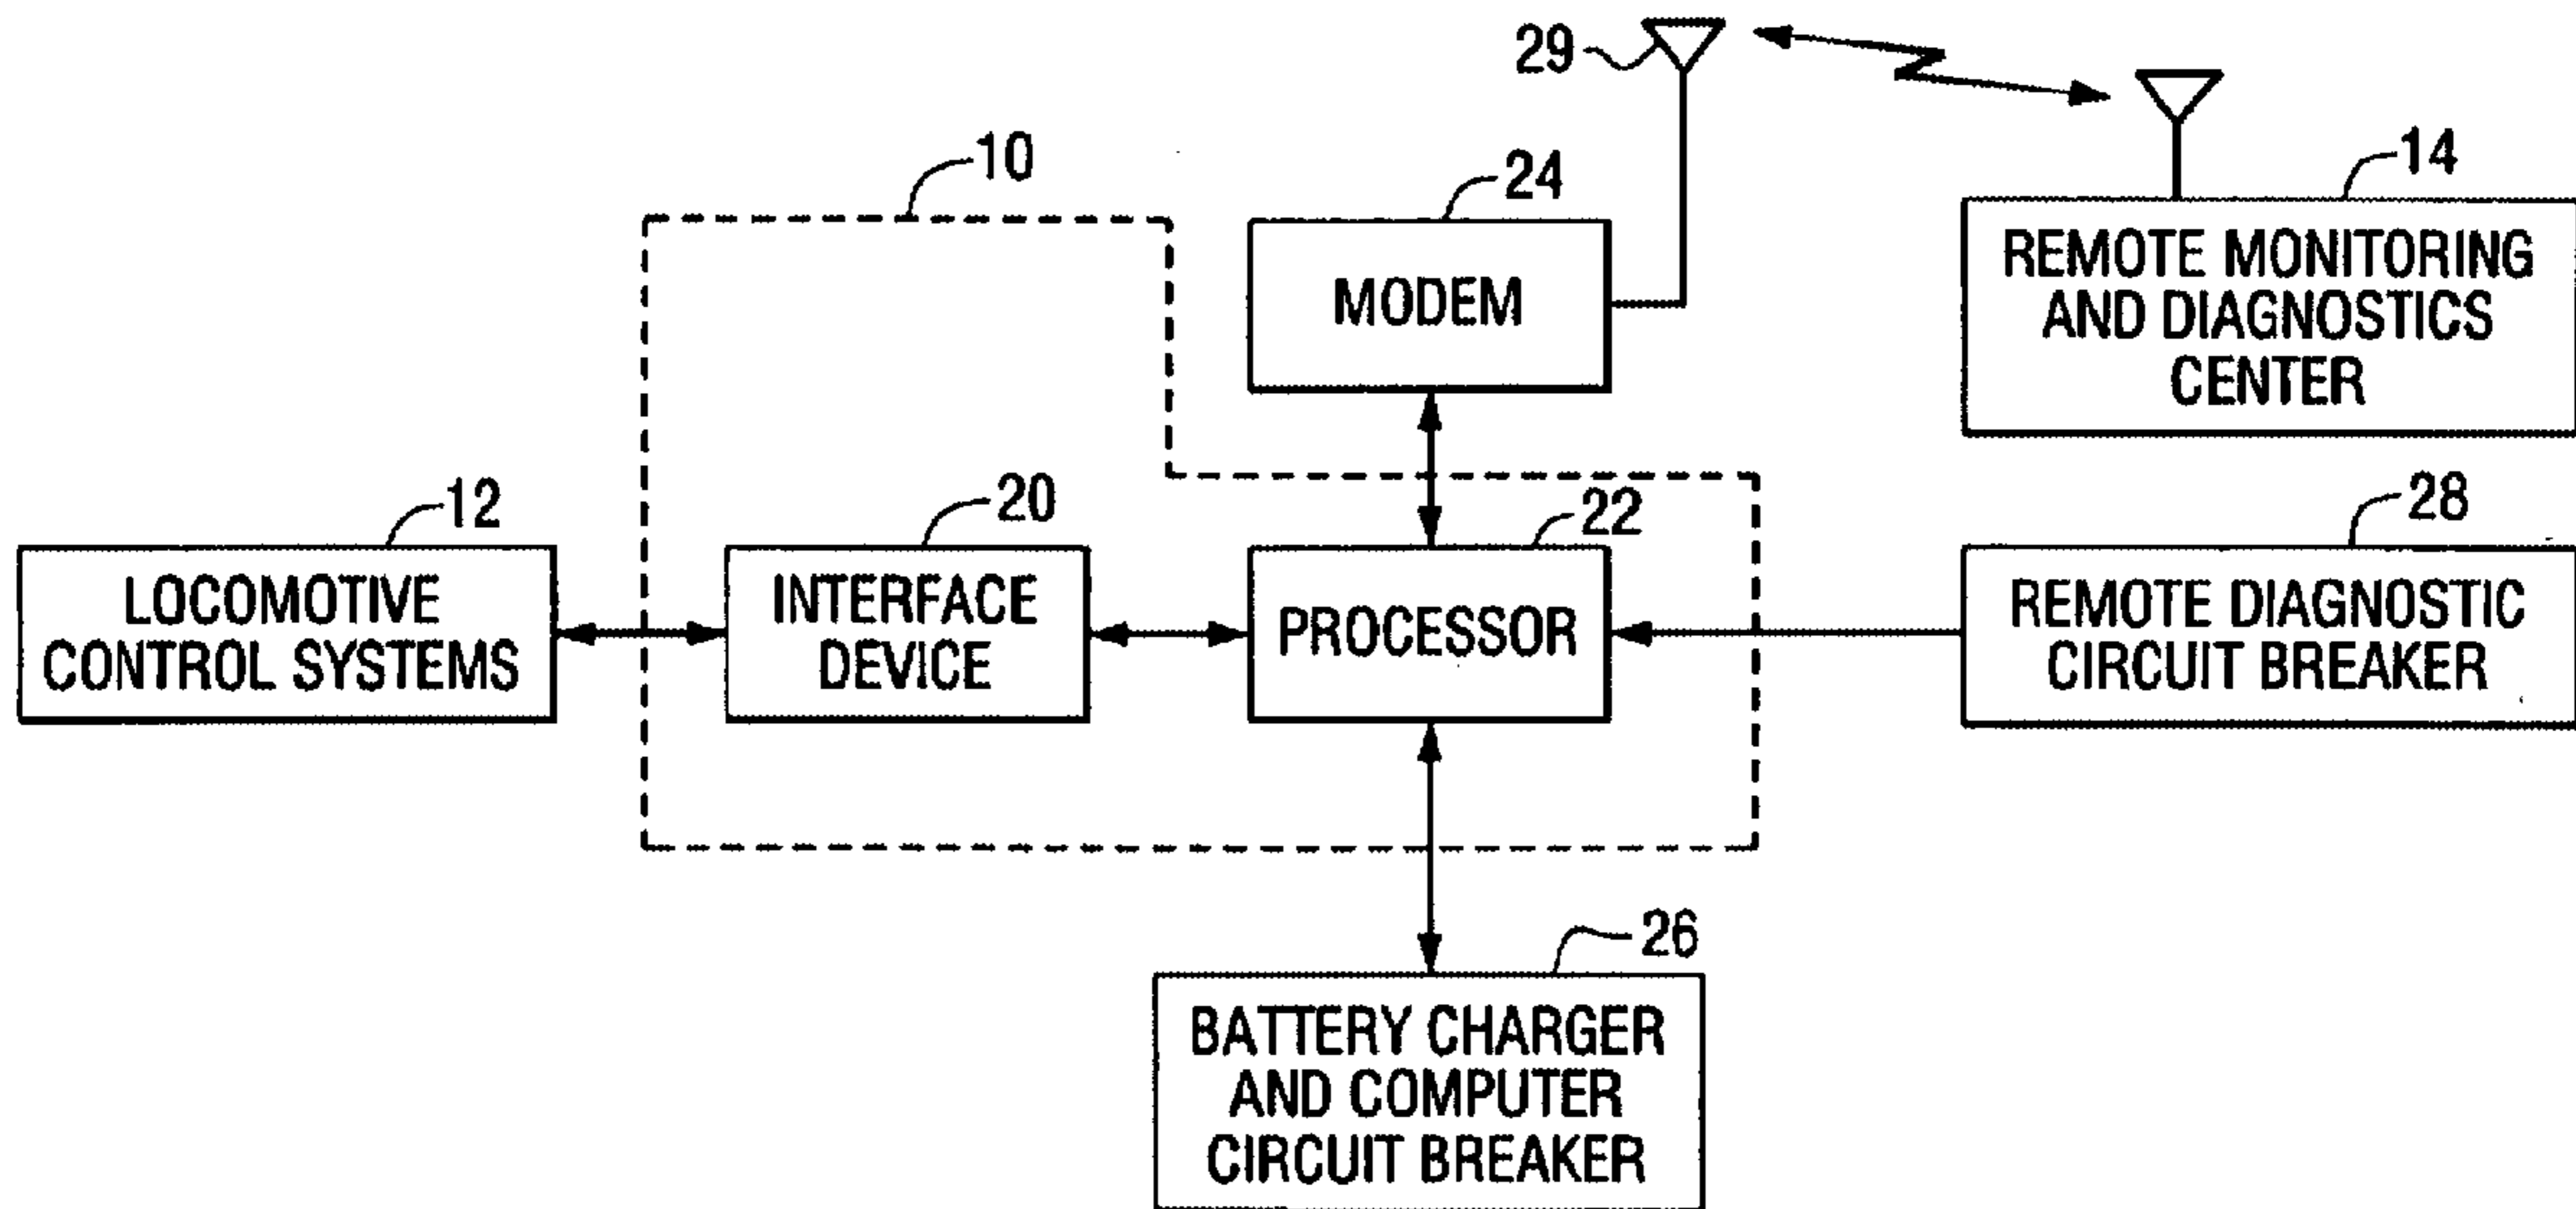 29
10
24
14
MODEM
REMOTE MONITORING
AND DIAGNOSTICS
CENTER
12
20
22
28
LOCOMOTIVE
CONTROL SYSTEMS
INTERFACE
DEVICE
PROCESSOR
REMOTE DIAGNOSTIC
CIRCUIT BREAKER
26
BATTERY CHARGER
AND COMPUTER
CIRCUIT BREAKER